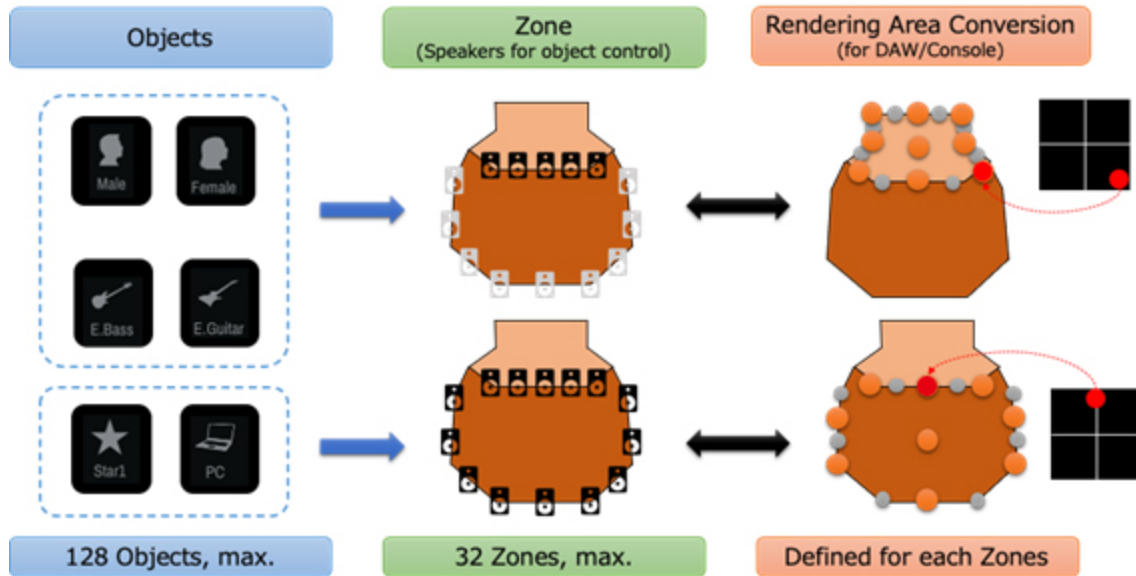 Objects
Zone
(Speakers for object control)
Rendering Area Conversion
(for DAW/Console)
Male
Female
E.Bass
E.Guitar
Star1
PC
128 Objects, max.
32 Zones, max.
Defined for each Zones